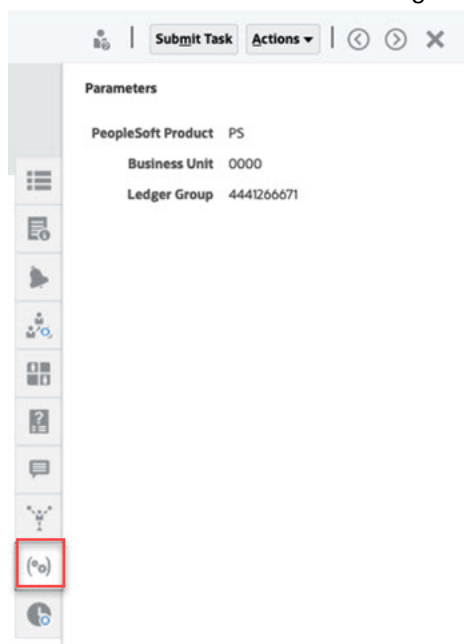 Submit Task Actions
Parameters
PeopleSoft Product PS
Business Unit 0000
Ledger Group 4441266671